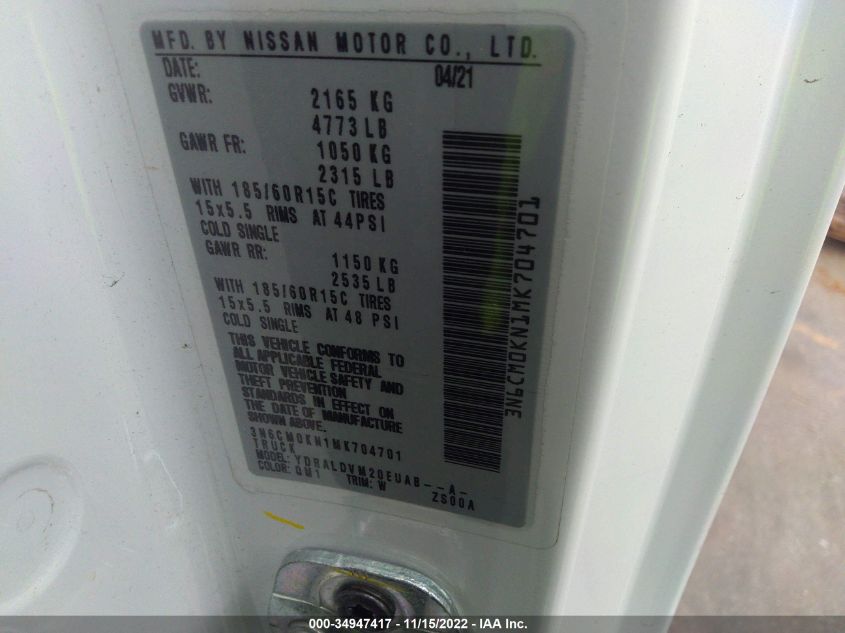 MFD. BY NISSAN MOTOR CO., LTD.
DATE: 04/21
GVWR: 2165 KG
4773 LB
GAWR FR: 1050 KG
2315 LB
WITH 185/60R15C TIRES
15x5.5 RIMS AT 44PSI
COLD SINGLE
GAWR RR: 1150 KG
2535 LB
WITH 185/60R15C TIRES
15x5.5 RIMS AT 48 PSI
COLD SINGLE
THIS VEHICLE CONFORMS TO
ALL APPLICABLE FEDERAL
MOTOR VEHICLE SAFETY AND
THEFT PREVENTION
STANDARDS IN EFFECT ON
THE DATE OF MANUFACTURE
SHOWN ABOVE.
3N6CM0KN1MK704701
TRUCK
MODEL: YDRALDVM20EUAB--A-
COLOR: QM1 TRIM: W ZS00A
3N6CM0KN1MK704701
000-34947417 - 11/15/2022 - IAA Inc.